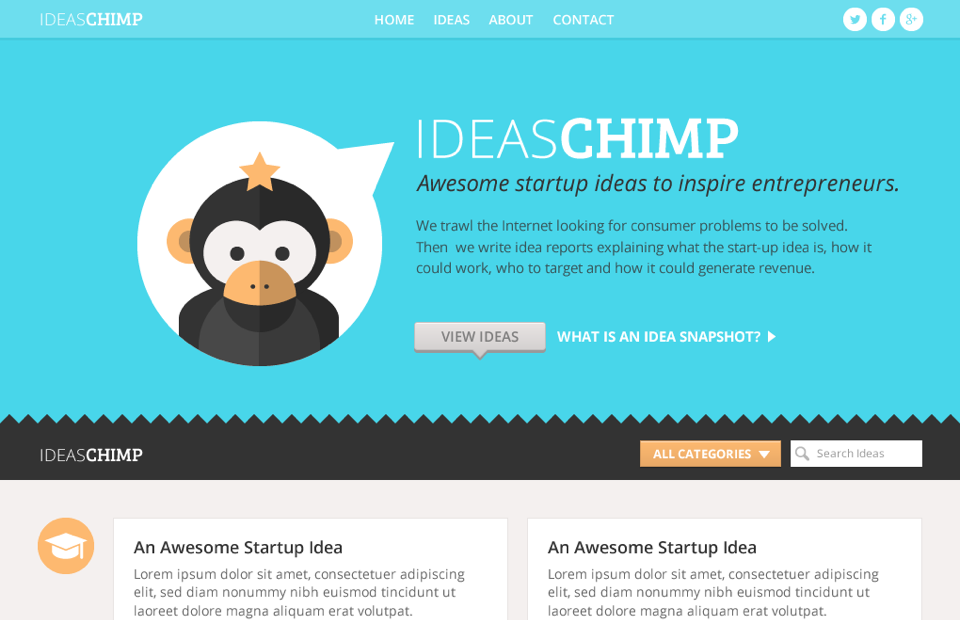 IDEASCHIMP
HOME IDEAS ABOUT CONTACT
g+
IDEASCHIMP
Awesome startup ideas to inspire entrepreneurs.
We trawl the Internet looking for consumer problems to be solved.
Then  we write idea reports explaining what the start-up idea is, how it
could work, who to target and how it could generate revenue.
VIEW IDEAS
WHAT IS AN IDEA SNAPSHOT?
IDEASCHIMP
ALL CATEGORIES
Search Ideas
An Awesome Startup Idea
Lorem ipsum dolor sit amet, consectetuer adipiscing
elit, sed diam nonummy nibh euismod tincidunt ut
laoreet dolore magna aliquam erat volutpat.
An Awesome Startup Idea
Lorem ipsum dolor sit amet, consectetuer adipiscing
elit, sed diam nonummy nibh euismod tincidunt ut
laoreet dolore magna aliquam erat volutpat.